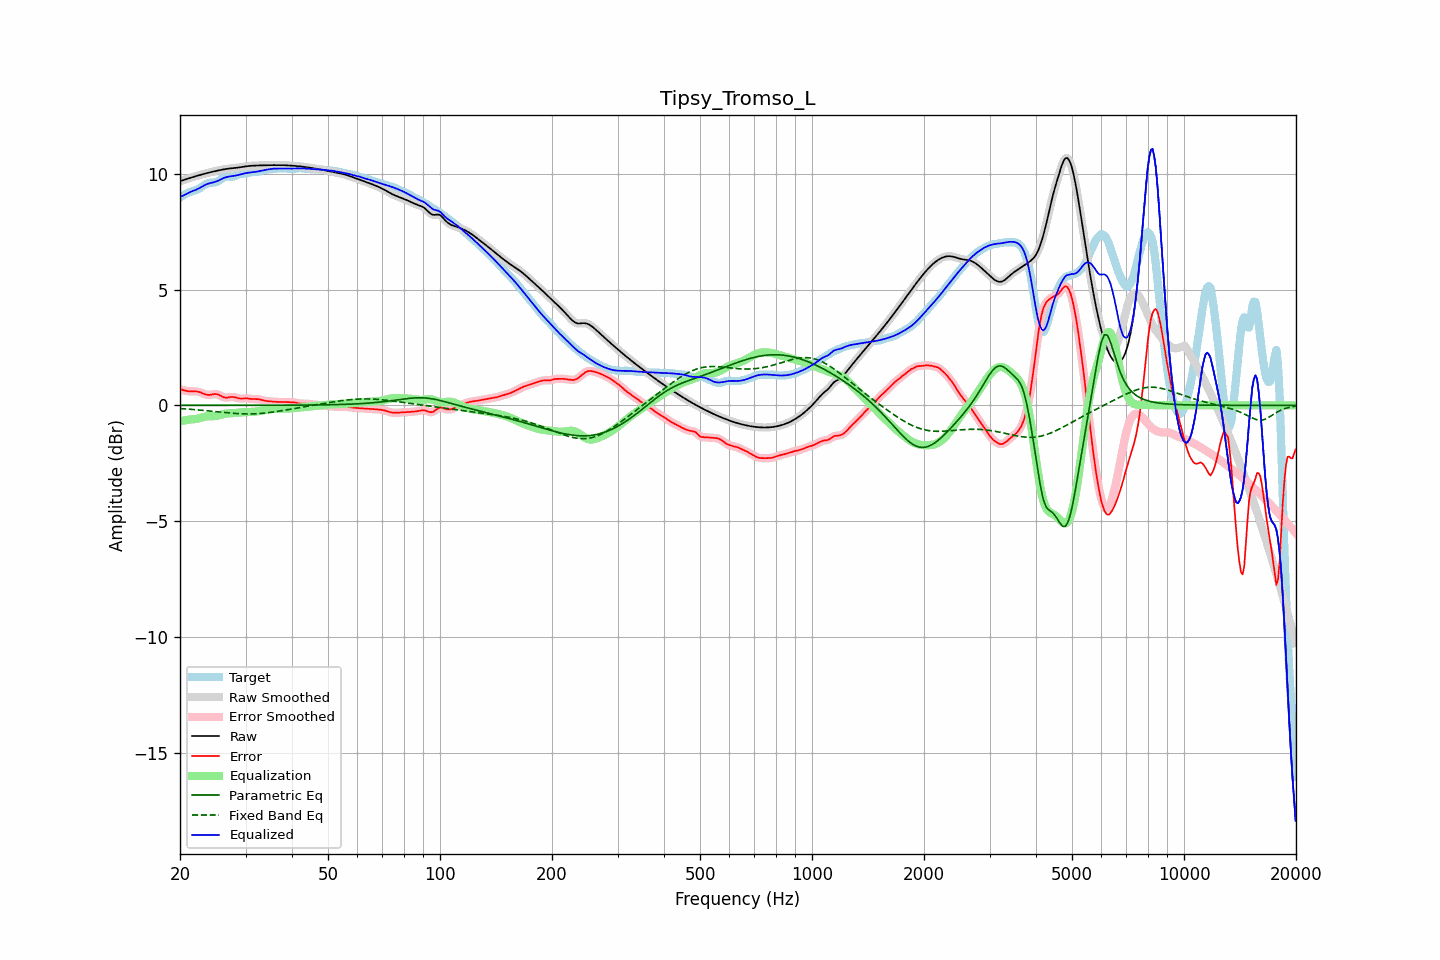 Tipsy_Tromso_L
Amplitude (dBr)
10
5
0
−5
−10
−15
Target
Raw Smoothed
Error Smoothed
Raw
Error
Equalization
Parametric Eq
Fixed Band Eq
Equalized
20 50 100 200 500 1000 2000 5000 10000 20000
Frequency (Hz)